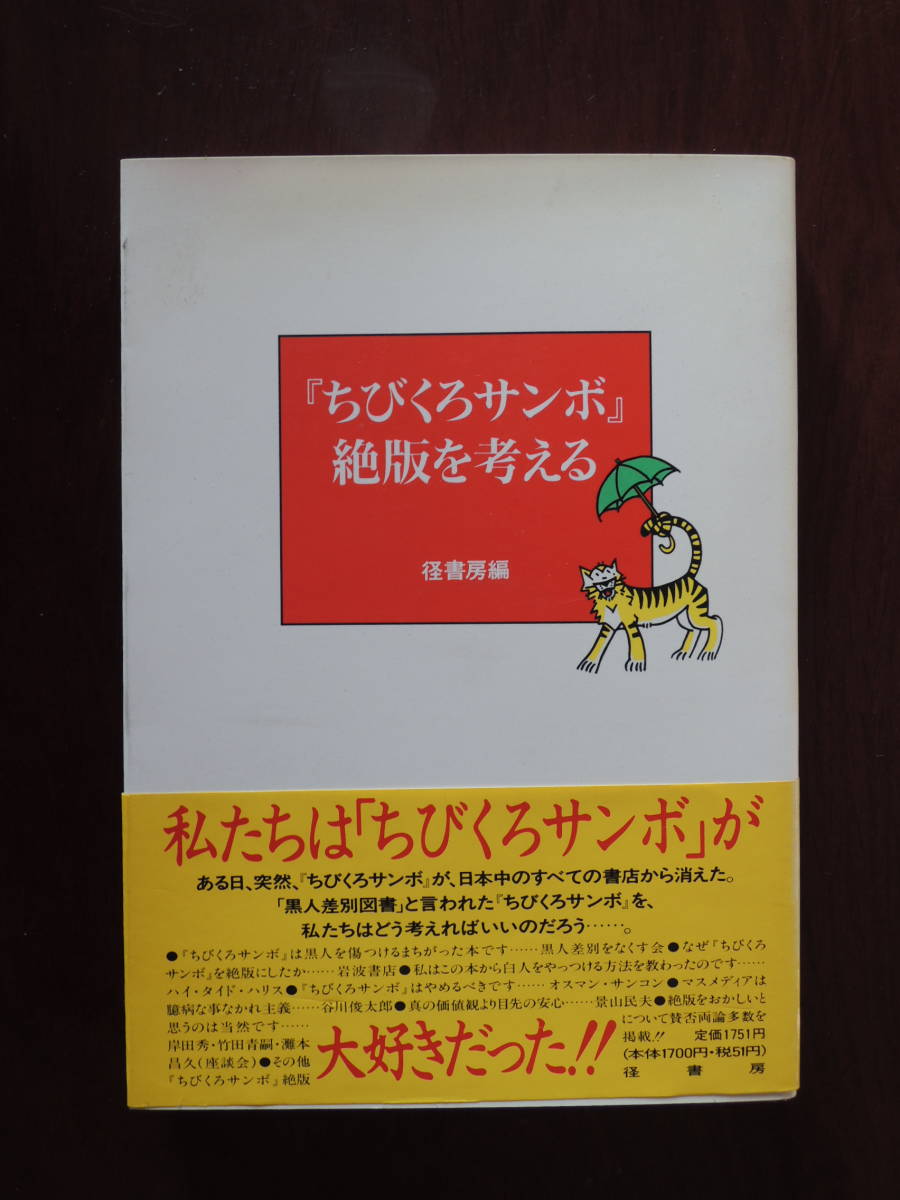 『ちびくろサンボ』
絶版を考える
径書房編
私たちは「ちびくろサンボ」が
ある日、突然、『ちびくろサンボ』が、日本中のすべての書店から消えた。
「黒人差別図書」と言われた『ちびくろサンボ』を、
私たちはどう考えればいいのだろう……。
●『ちびくろサンボ』は黒人を傷つけるまちがった本です……黒人差別をなくす会●なぜ『ちびくろ
サンボ』を絶版にしたか……岩波書店●私はこの本から白人をやっつける方法を教わったのです……
ハイ・タイド・ハリス●『ちびくろサンボ』はやめるべきです……オスマン・サンコン●マスメディアは
臆病な事なかれ主義……谷川俊太郎●真の価値観より目先の安心……景山民夫●絶版をおかしいと
思うのは当然です……
岸田秀・竹田青嗣・灘本
昌久(座談会)●その他
『ちびくろサンボ』絶版
について賛否両論多数を
掲載!! 定価1751円
(本体1700円・税51円)
径書房
大好きだった!!